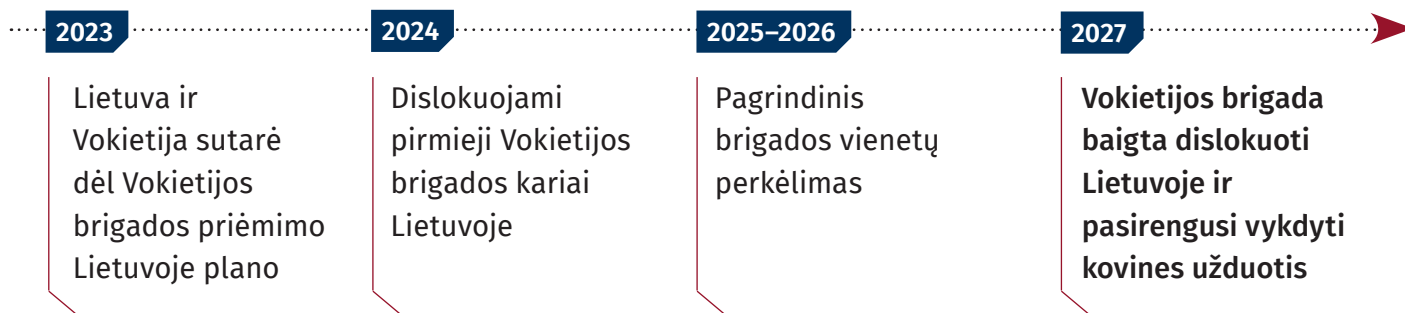 2023
Lietuva ir
Vokietija sutarė
dėl Vokietijos
brigados priėmimo
Lietuvoje plano
2024
Dislokuojami
pirmieji Vokietijos
brigados kariai
Lietuvoje
2025–2026
Pagrindinis
brigados vienetų
perkėlimas
2027
Vokietijos brigada
baigta dislokuoti
Lietuvoje ir
pasirengusi vykdyti
kovines užduotis